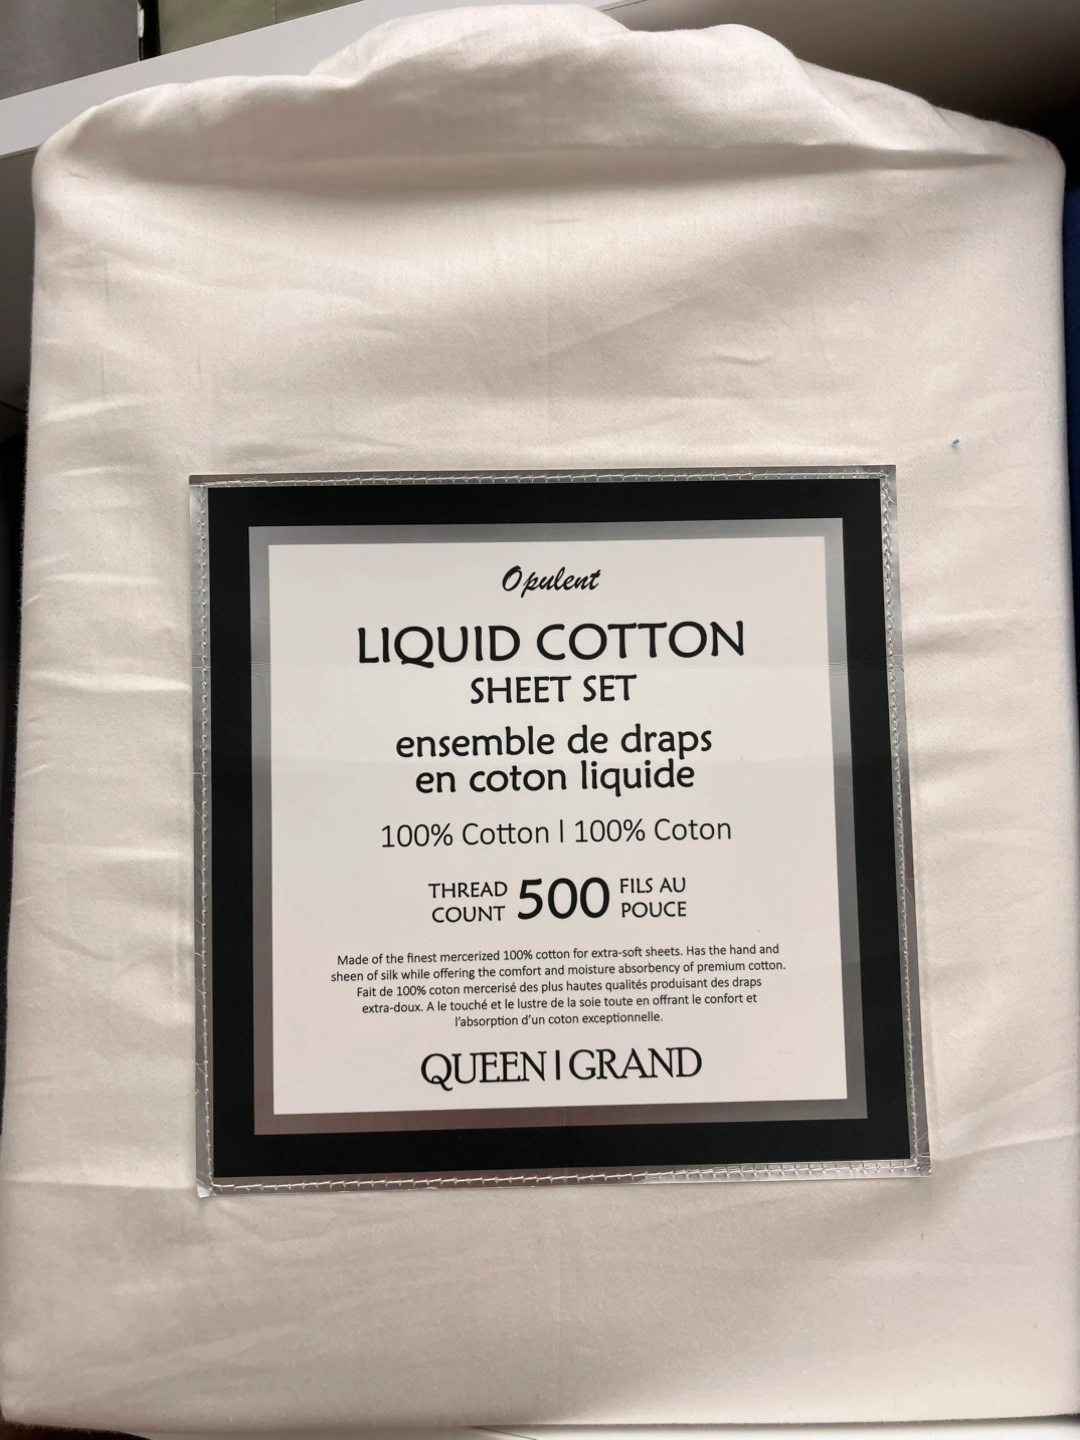 Opulent
LIQUID COTTON
SHEET SET
ensemble de draps
en coton liquide
100% Cotton | 100% Coton
THREAD COUNT 500 FILS AU POUCE
Made of the finest mercerized 100% cotton for extra-soft sheets. Has the hand and
sheen of silk while offering the comfort and moisture absorbency of premium cotton.
Fait de 100% coton mercerisé des plus hautes qualités produisant des draps
extra-doux. A le touché et le lustre de la soie toute en offrant le confort et
l'absorption d'un coton exceptionnelle.
QUEEN | GRAND